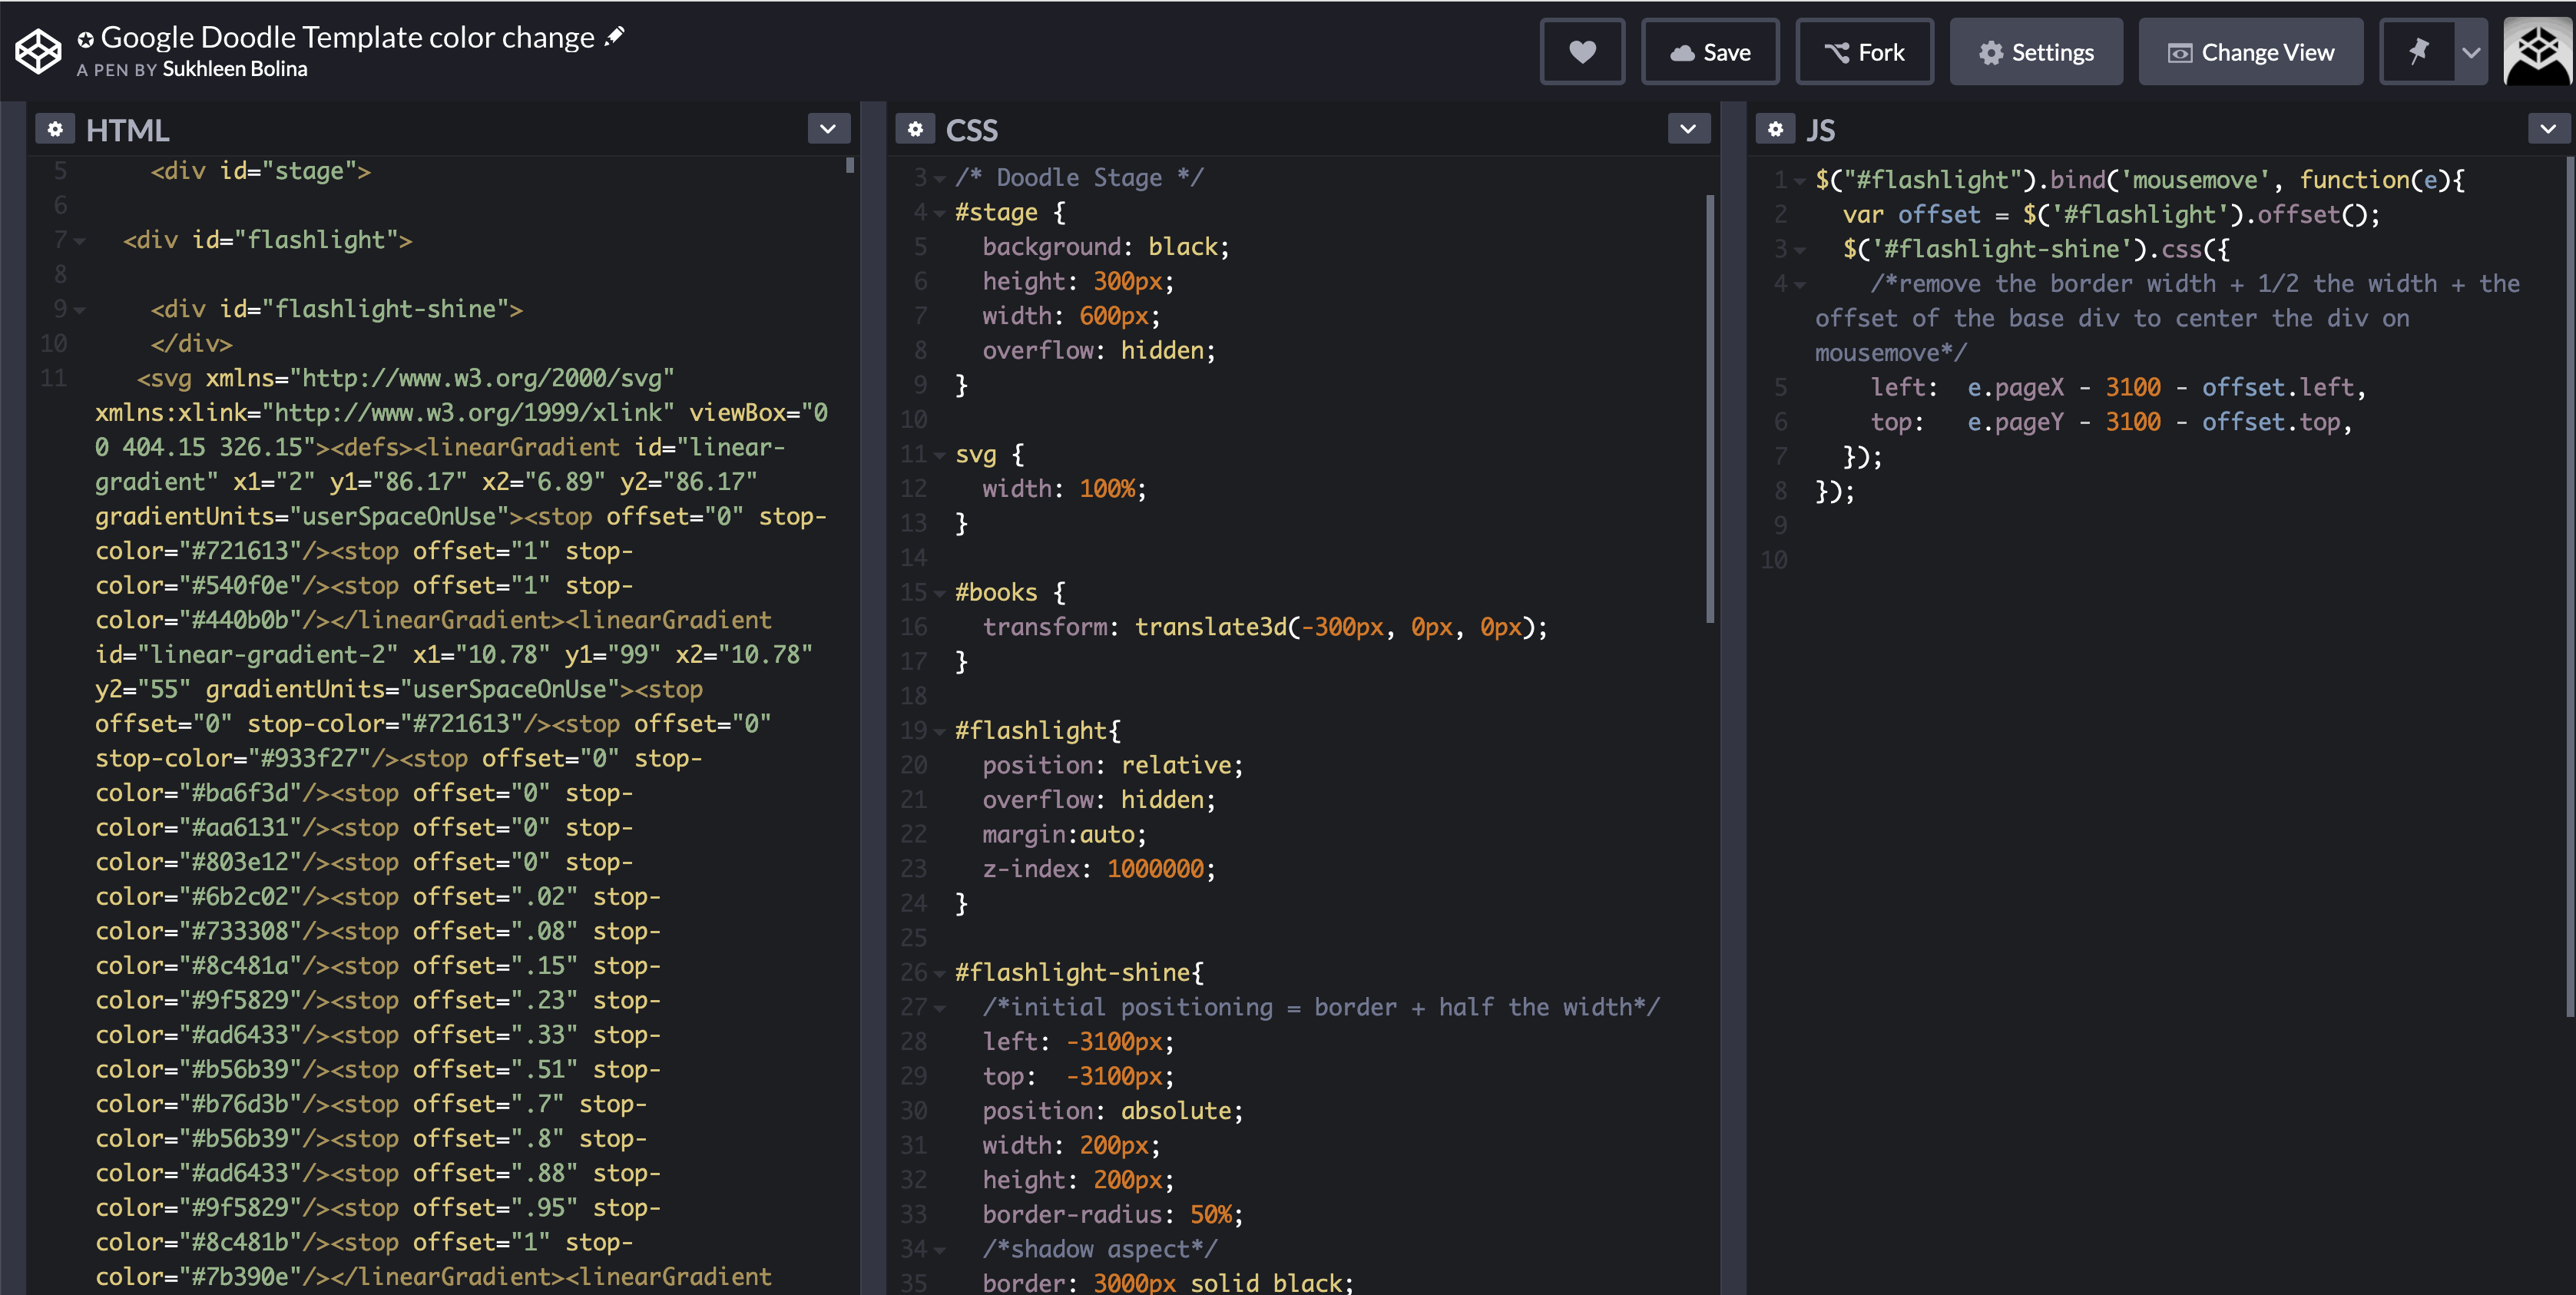 Google Doodle Template color change
A PEN BY Sukhleen Bolina
Save
Fork
Settings
Change View
HTML
5 <div id="stage">
6
7 <div id="flashlight">
8
9 <div id="flashlight-shine">
10 </div>
11 <svg xmlns="http://www.w3.org/2000/svg"
xmlns:xlink="http://www.w3.org/1999/xlink" viewBox="0
0 404.15 326.15"><defs><linearGradient id="linear-
gradient" x1="2" y1="86.17" x2="6.89" y2="86.17"
gradientUnits="userSpaceOnUse"><stop offset="0" stop-
color="#721613"/><stop offset="1" stop-
color="#540f0e"/><stop offset="1" stop-
color="#440b0b"/></linearGradient><linearGradient
id="linear-gradient-2" x1="10.78" y1="99" x2="10.78"
y2="55" gradientUnits="userSpaceOnUse"><stop
offset="0" stop-color="#721613"/><stop offset="0"
stop-color="#933f27"/><stop offset="0" stop-
color="#ba6f3d"/><stop offset="0" stop-
color="#aa6131"/><stop offset="0" stop-
color="#803e12"/><stop offset="0" stop-
color="#6b2c02"/><stop offset=".02" stop-
color="#733308"/><stop offset=".08" stop-
color="#8c481a"/><stop offset=".15" stop-
color="#9f5829"/><stop offset=".23" stop-
color="#ad6433"/><stop offset=".33" stop-
color="#b56b39"/><stop offset=".51" stop-
color="#b76d3b"/><stop offset=".7" stop-
color="#b56b39"/><stop offset=".8" stop-
color="#ad6433"/><stop offset=".88" stop-
color="#9f5829"/><stop offset=".95" stop-
color="#8c481b"/><stop offset="1" stop-
color="#7b390e"/></linearGradient><linearGradient
CSS
3 /* Doodle Stage */
4 #stage {
5 background: black;
6 height: 300px;
7 width: 600px;
8 overflow: hidden;
9 }
10
11 svg {
12 width: 100%;
13 }
14
15 #books {
16 transform: translate3d(-300px, 0px, 0px);
17 }
18
19 #flashlight{
20 position: relative;
21 overflow: hidden;
22 margin:auto;
23 z-index: 1000000;
24 }
25
26 #flashlight-shine{
27 /*initial positioning = border + half the width*/
28 left: -3100px;
29 top: -3100px;
30 position: absolute;
31 width: 200px;
32 height: 200px;
33 border-radius: 50%;
34 /*shadow aspect*/
35 border: 3000px solid black;
JS
1 $("#flashlight").bind('mousemove', function(e){
2 var offset = $('#flashlight').offset();
3 $('#flashlight-shine').css({
4 /*remove the border width + 1/2 the width + the
offset of the base div to center the div on
mousemove*/
5 left: e.pageX - 3100 - offset.left,
6 top: e.pageY - 3100 - offset.top,
7 });
8 });
9
10